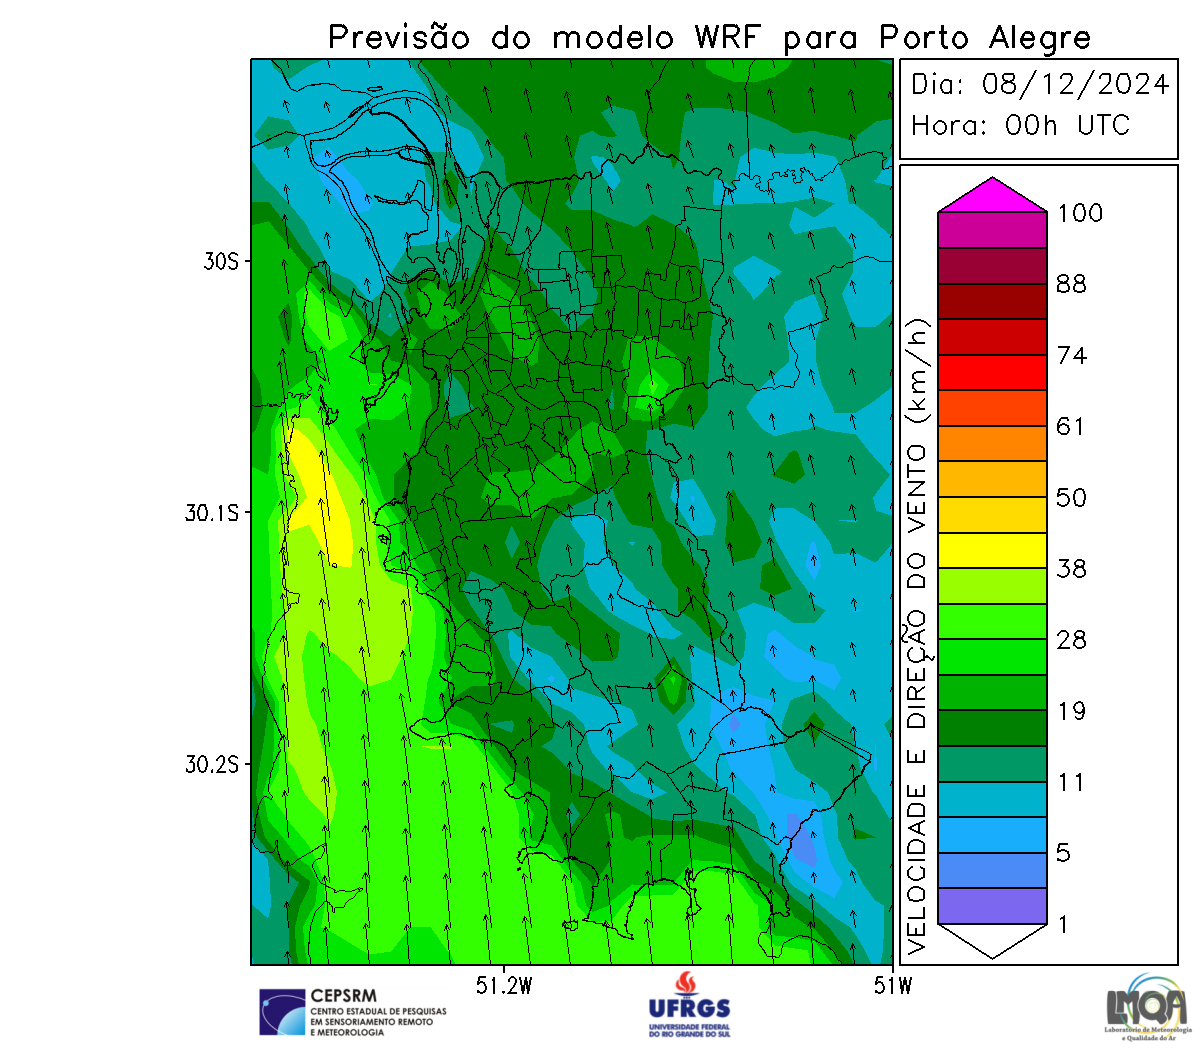 Previsão do modelo WRF para Porto Alegre
Dia: 08/12/2024
Hora: 00h UTC
30S
30.1S
30.2S
51.2W
51W
VELOCIDADE E DIREÇÃO DO VENTO (km/h)
100
88
74
61
50
38
28
19
11
5
1
CEPSRM
CENTRO ESTADUAL DE PESQUISAS
EM SENSORIAMENTO REMOTO
E METEOROLOGIA
UFRGS
UNIVERSIDADE FEDERAL
DO RIO GRANDE DO SUL
LMQA
Laboratório de Meteorologia
e Qualidade do Ar